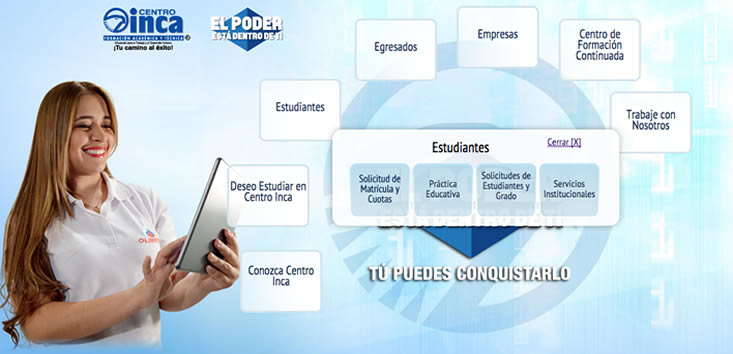 CENTRO
inca
FORMACIÓN ACADÉMICA Y TÉCNICA
¡Tu camino al éxito!
EL PODER
ESTÁ DENTRO DE TI
Empresas
Egresados
Centro de
Formación
Continuada
Estudiantes
Trabaje con
Nosotros
Estudiantes
Cerrar [X]
Solicitud de
Matrícula y
Cuotas
Práctica
Educativa
Solicitudes de
Estudiantes y
Grado
Servicios
Institucionales
Deseo Estudiar en
Centro Inca
ESTÁ DENTRO DE TI
TÚ PUEDES CONQUISTARLO
Conozca Centro
Inca